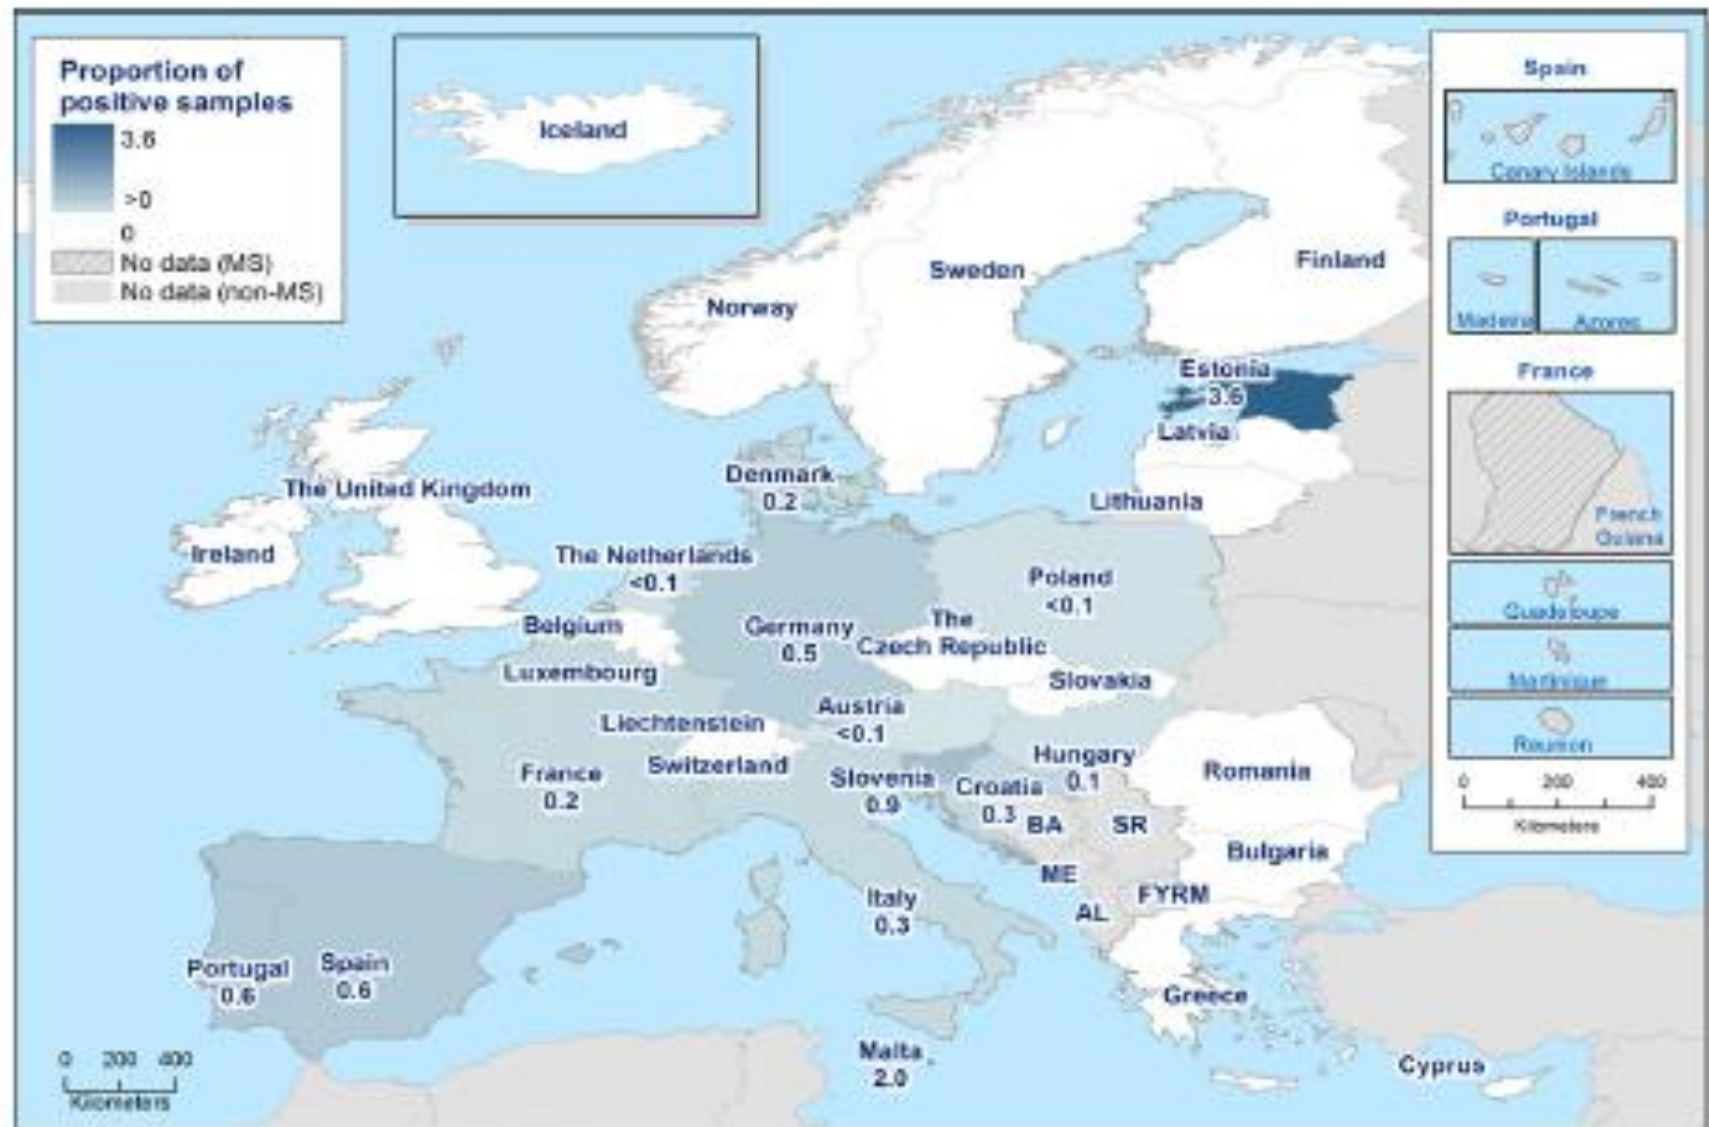 Proportion of
positive samples
3.6
>0
0
No data (MS)
No data (non-MS)
Iceland
Norway
Sweden
Finland
Estonia
3.6
Latvia
Lithuania
Denmark
0.2
The United Kingdom
Ireland
The Netherlands
<0.1
Belgium
Luxembourg
Germany
0.5
Poland
<0.1
The
Czech Republic
Slovakia
Austria
<0.1
Liechtenstein
Switzerland
France
0.2
Slovenia
0.9
Croatia
0.3
Hungary
0.1
Romania
BA
SR
Bulgaria
ME
FYRM
AL
Italy
0.3
Portugal
0.6
Spain
0.6
Greece
Malta
2.0
Cyprus
0 200 400
Kilometers
Spain
Canary Islands
Portugal
Madeira
Azores
France
French
Guiana
Guadeloupe
Martinique
Reunion
0 200 400
Kilometers